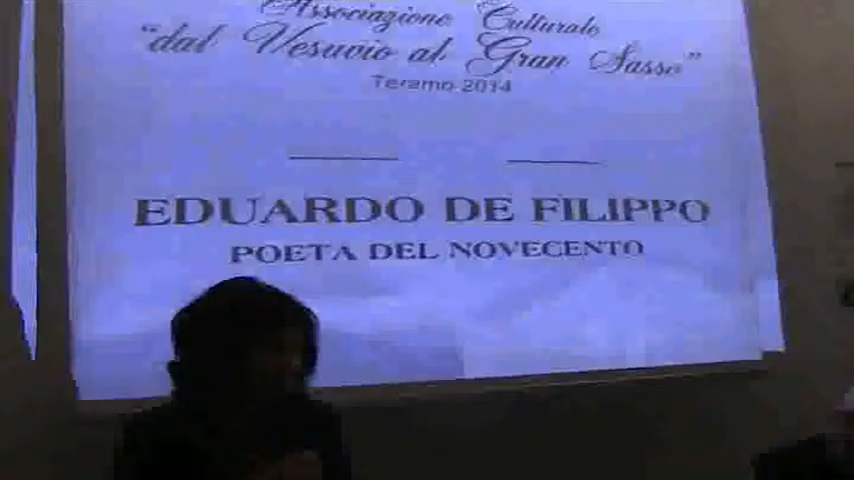 Associazione Culturale
"dal Vesuvio al Gran Sasso"
Teramo 2014
EDUARDO DE FILIPPO
POETA DEL NOVECENTO